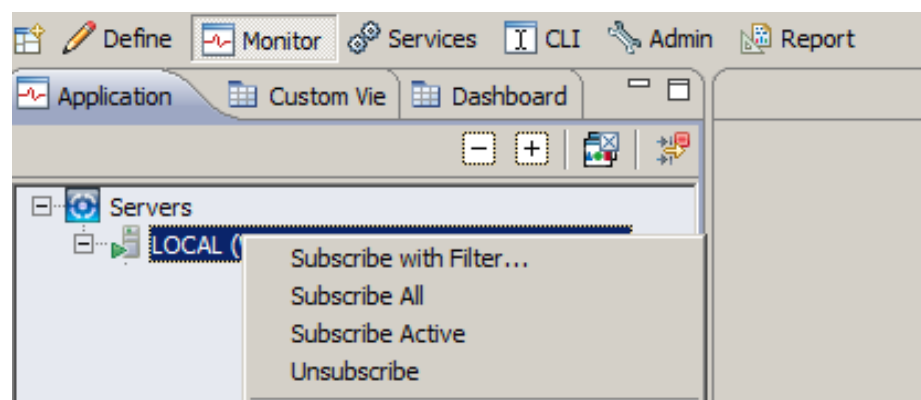 Define Monitor Services CLI Admin Report
Application Custom Vie Dashboard
Servers
LOCAL (
Subscribe with Filter...
Subscribe All
Subscribe Active
Unsubscribe